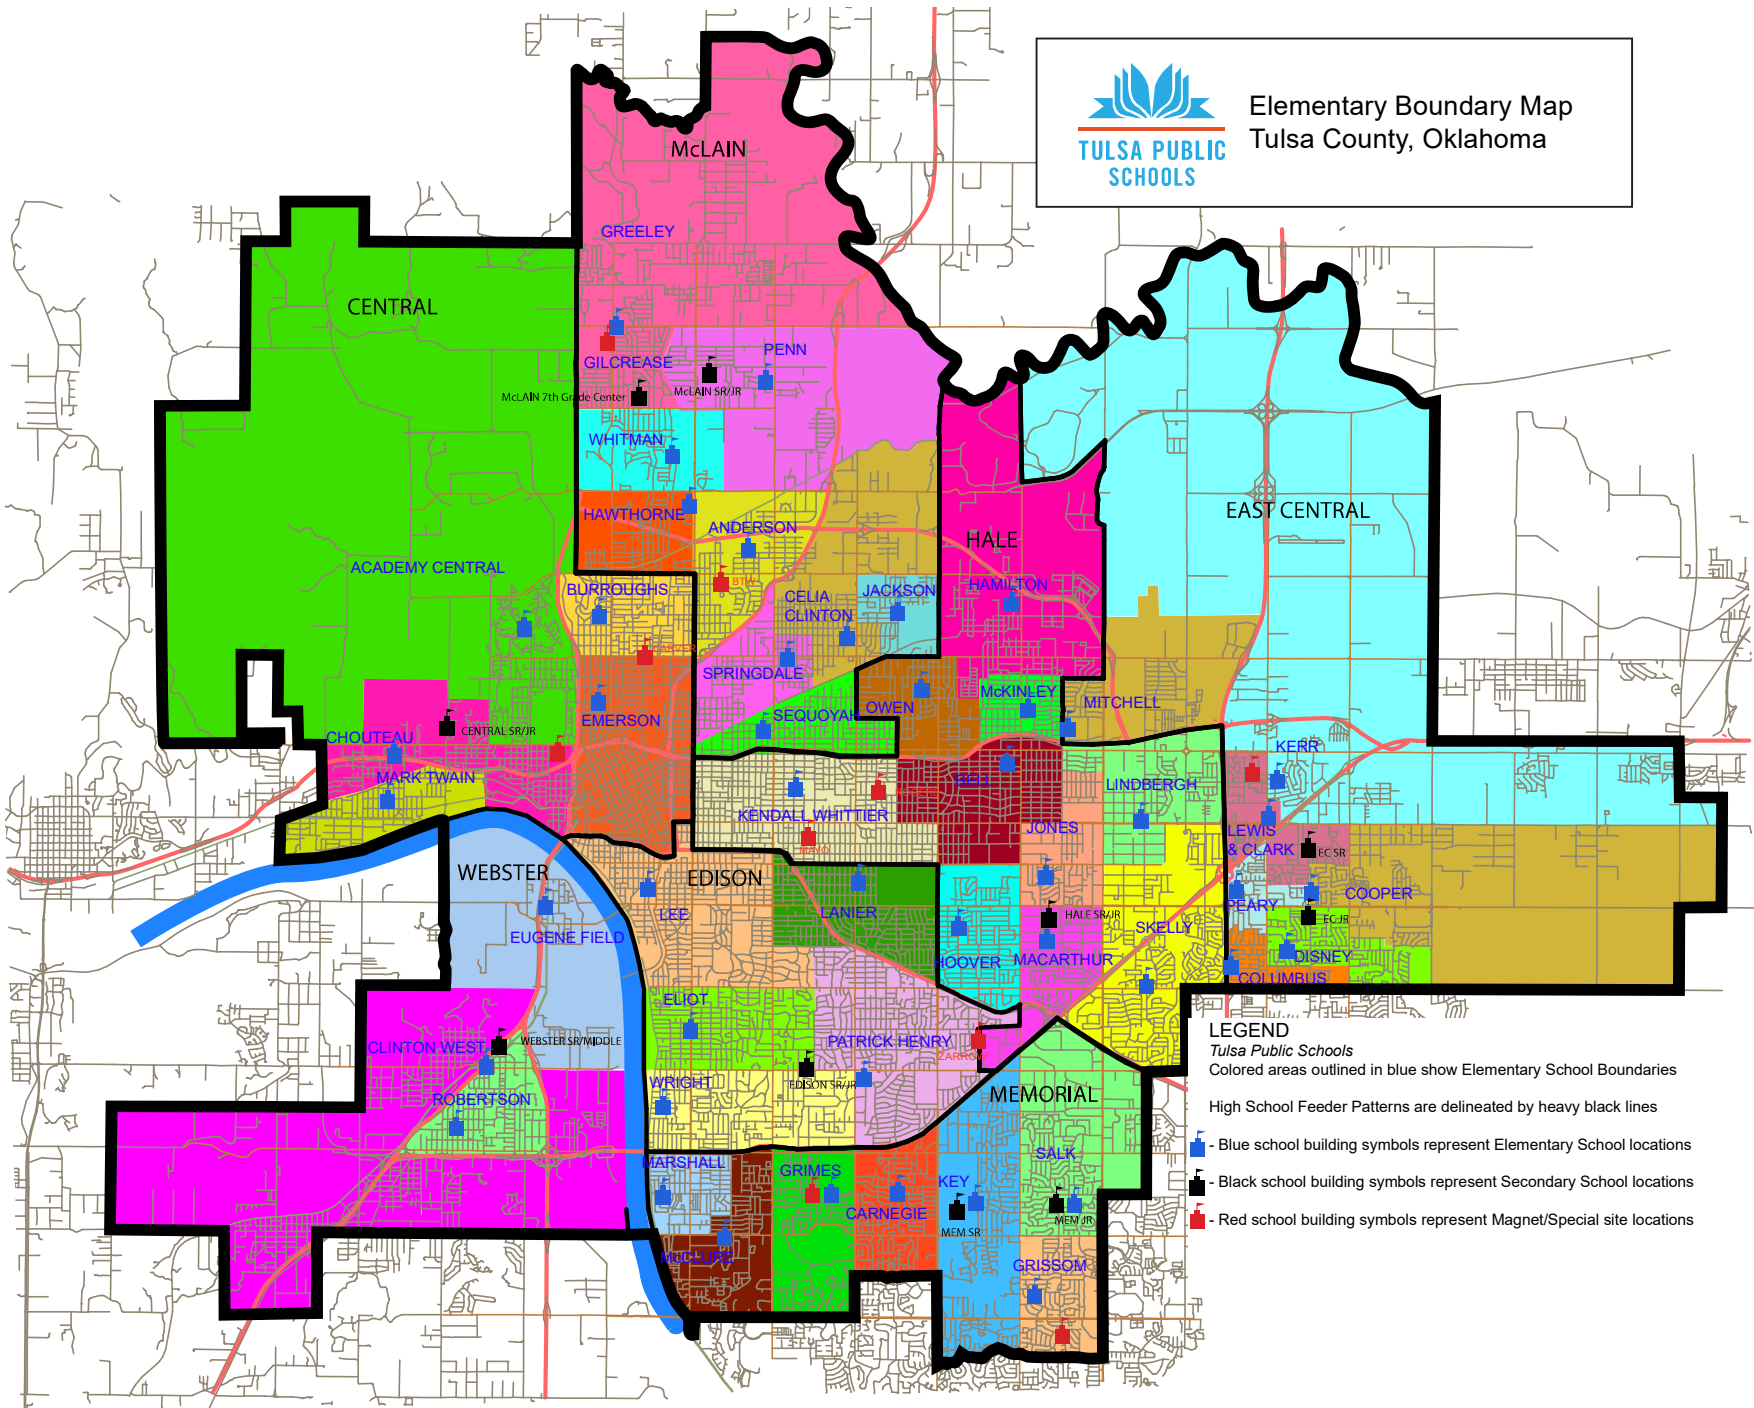 Elementary Boundary Map
Tulsa County, Oklahoma
TULSA PUBLIC
SCHOOLS
McLAIN
GREELEY
CENTRAL
GILCREASE
PENN
McLAIN SR/JR
McLAIN 7th Grade Center
WHITMAN
HAWTHORNE
ANDERSON
EAST CENTRAL
HALE
ACADEMY CENTRAL
BURROUGHS
BTW
CELIA
CLINTON
JACKSON
HAMILTON
CARVER
SPRINGDALE
McKINLEY
MITCHELL
OWEN
SEQUOYAH
EMERSON
CENTRAL SR/JR
CHOUTEAU
MARK TWAIN
KERR
BELL
LINDBERGH
KENDALL WHITTIER
JONES
LEWIS
& CLARK
MAYO
EC SR
WEBSTER
EDISON
COOPER
PEARY
LEE
LANIER
HALE SR/JR
EC JR
SKELLY
EUGENE FIELD
HOOVER
MACARTHUR
DISNEY
COLUMBUS
ELIOT
CLINTON WEST
WEBSTER SR/MIDDLE
PATRICK HENRY
ZARROW
WRIGHT
EDISON SR/JR
MEMORIAL
ROBERTSON
MARSHALL
GRIMES
SALK
KEY
CARNEGIE
MEM SR
MEM JR
McCLURE
GRISSOM
LEGEND
Tulsa Public Schools
Colored areas outlined in blue show Elementary School Boundaries
High School Feeder Patterns are delineated by heavy black lines
- Blue school building symbols represent Elementary School locations
- Black school building symbols represent Secondary School locations
- Red school building symbols represent Magnet/Special site locations